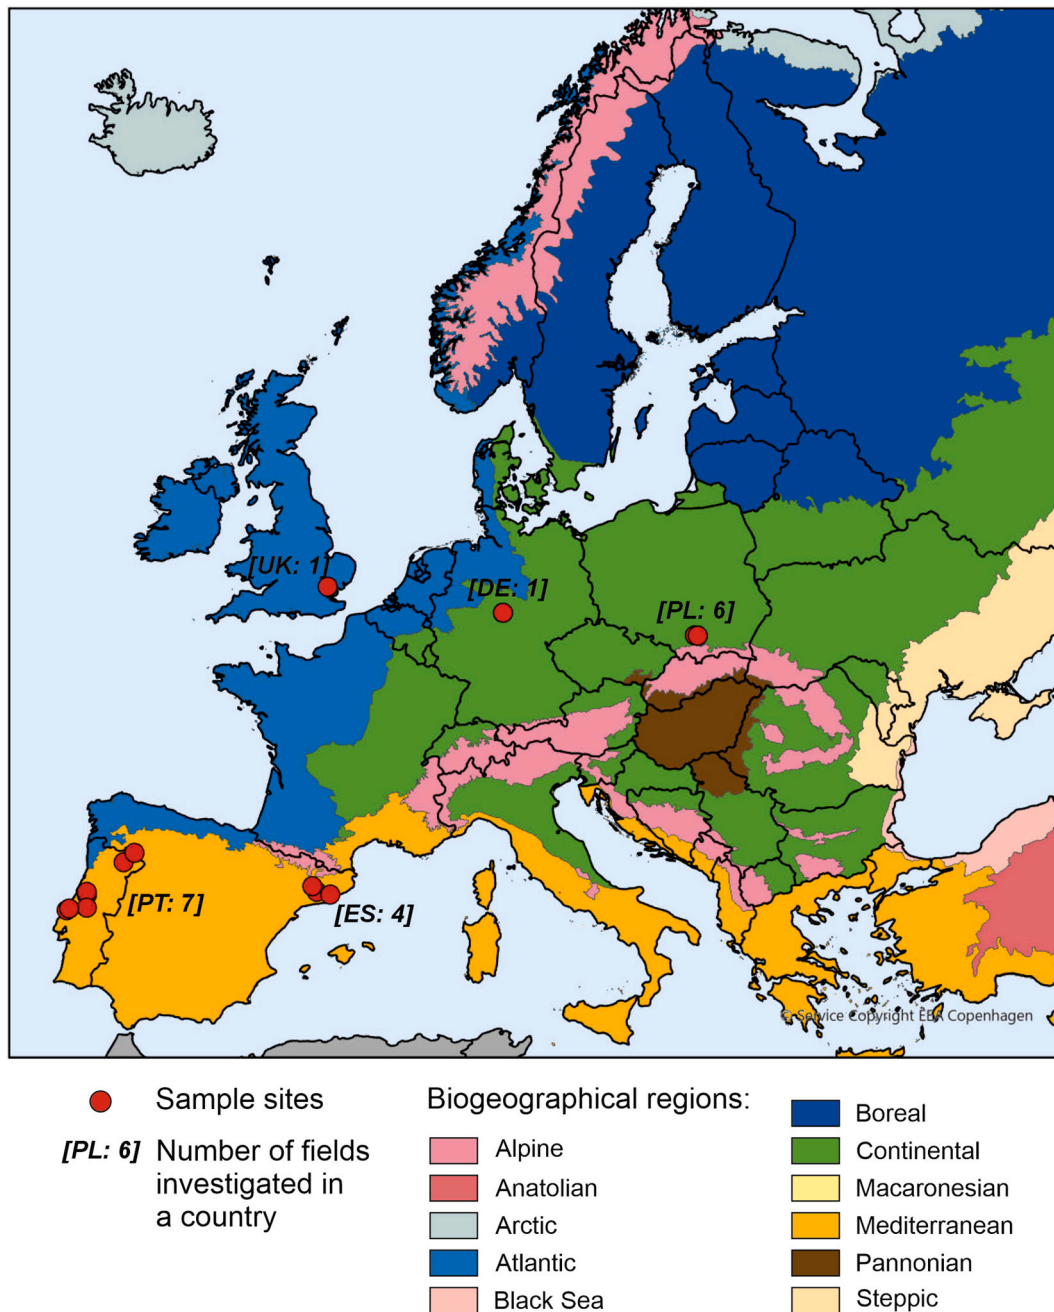 [UK: 1]
[DE: 1]
[PL: 6]
[PT: 7]
[ES: 4]
© Service Copyright EEA Copenhagen
Sample sites
[PL: 6] Number of fields
investigated in
a country
Biogeographical regions:
Alpine
Anatolian
Arctic
Atlantic
Black Sea
Boreal
Continental
Macaronesian
Mediterranean
Pannonian
Steppic